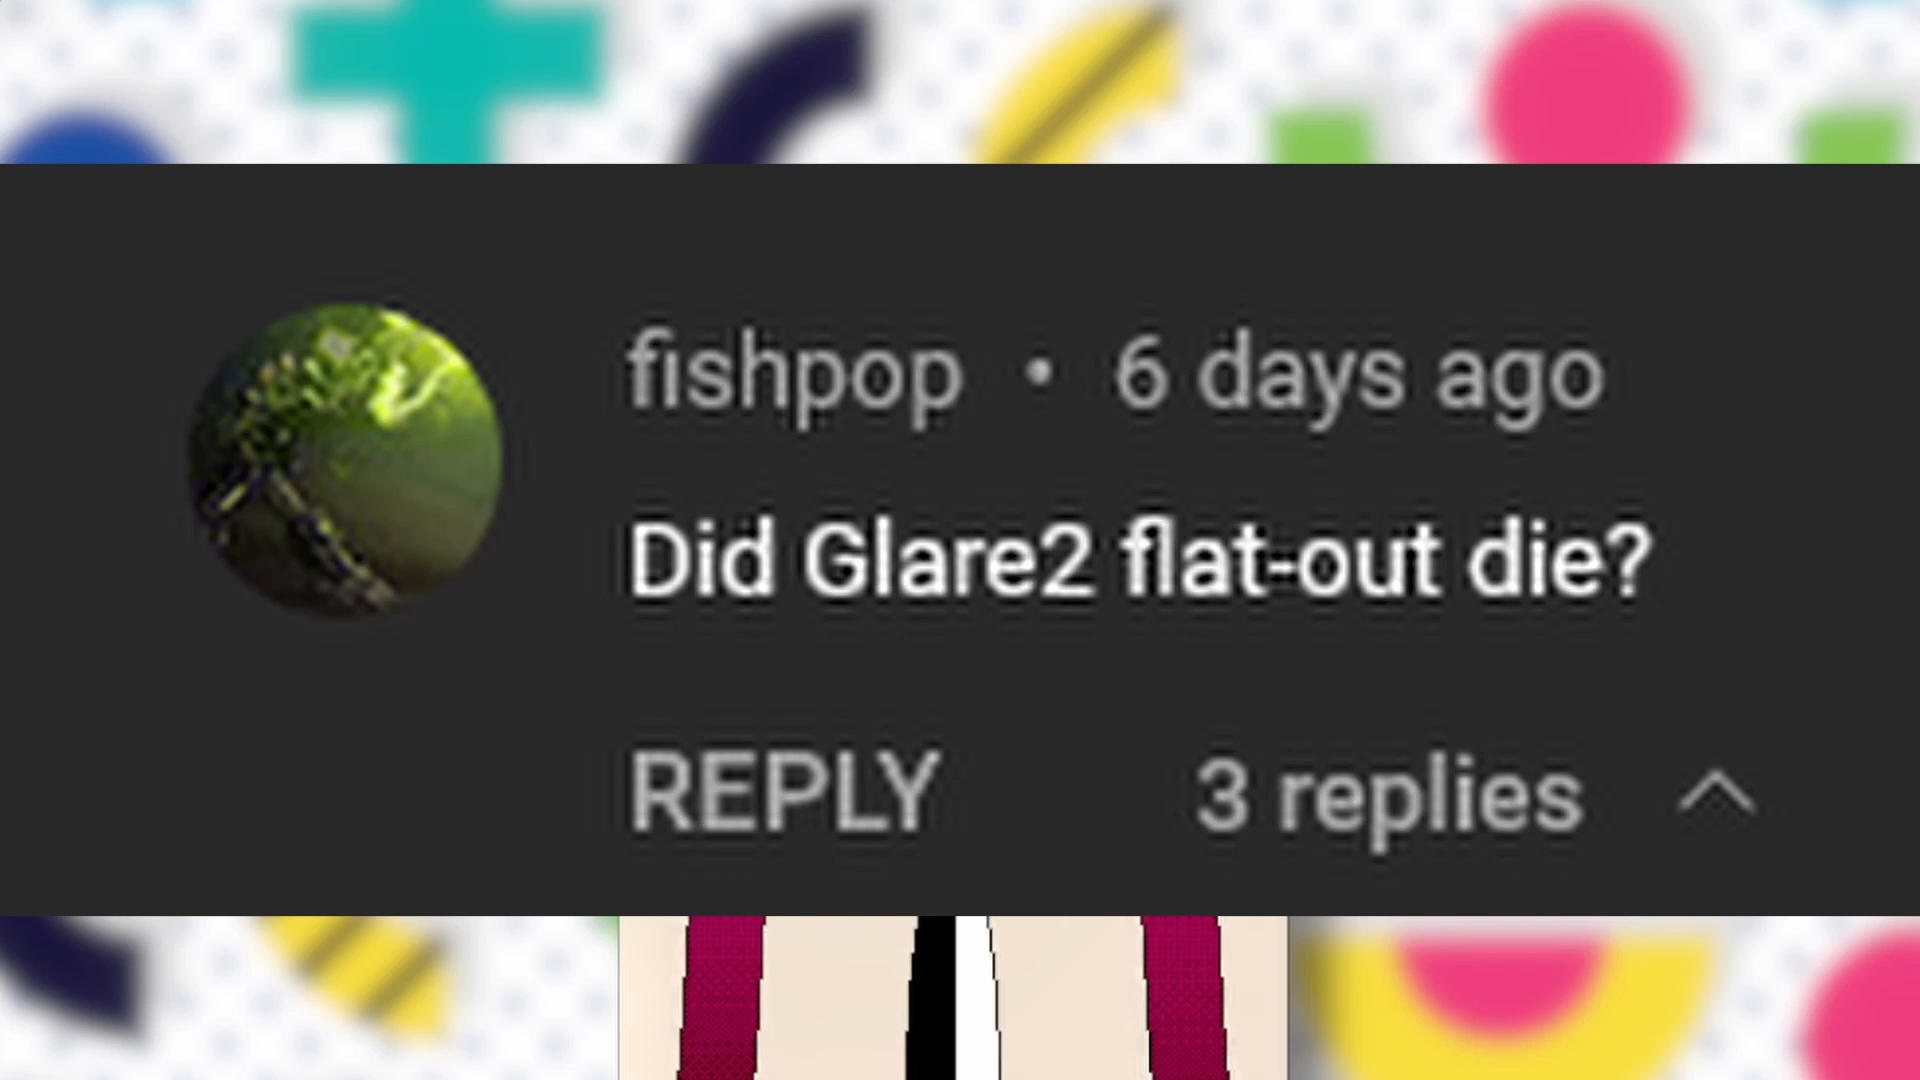 fishpop • 6 days ago
Did Glare2 flat-out die?
REPLY 3 replies